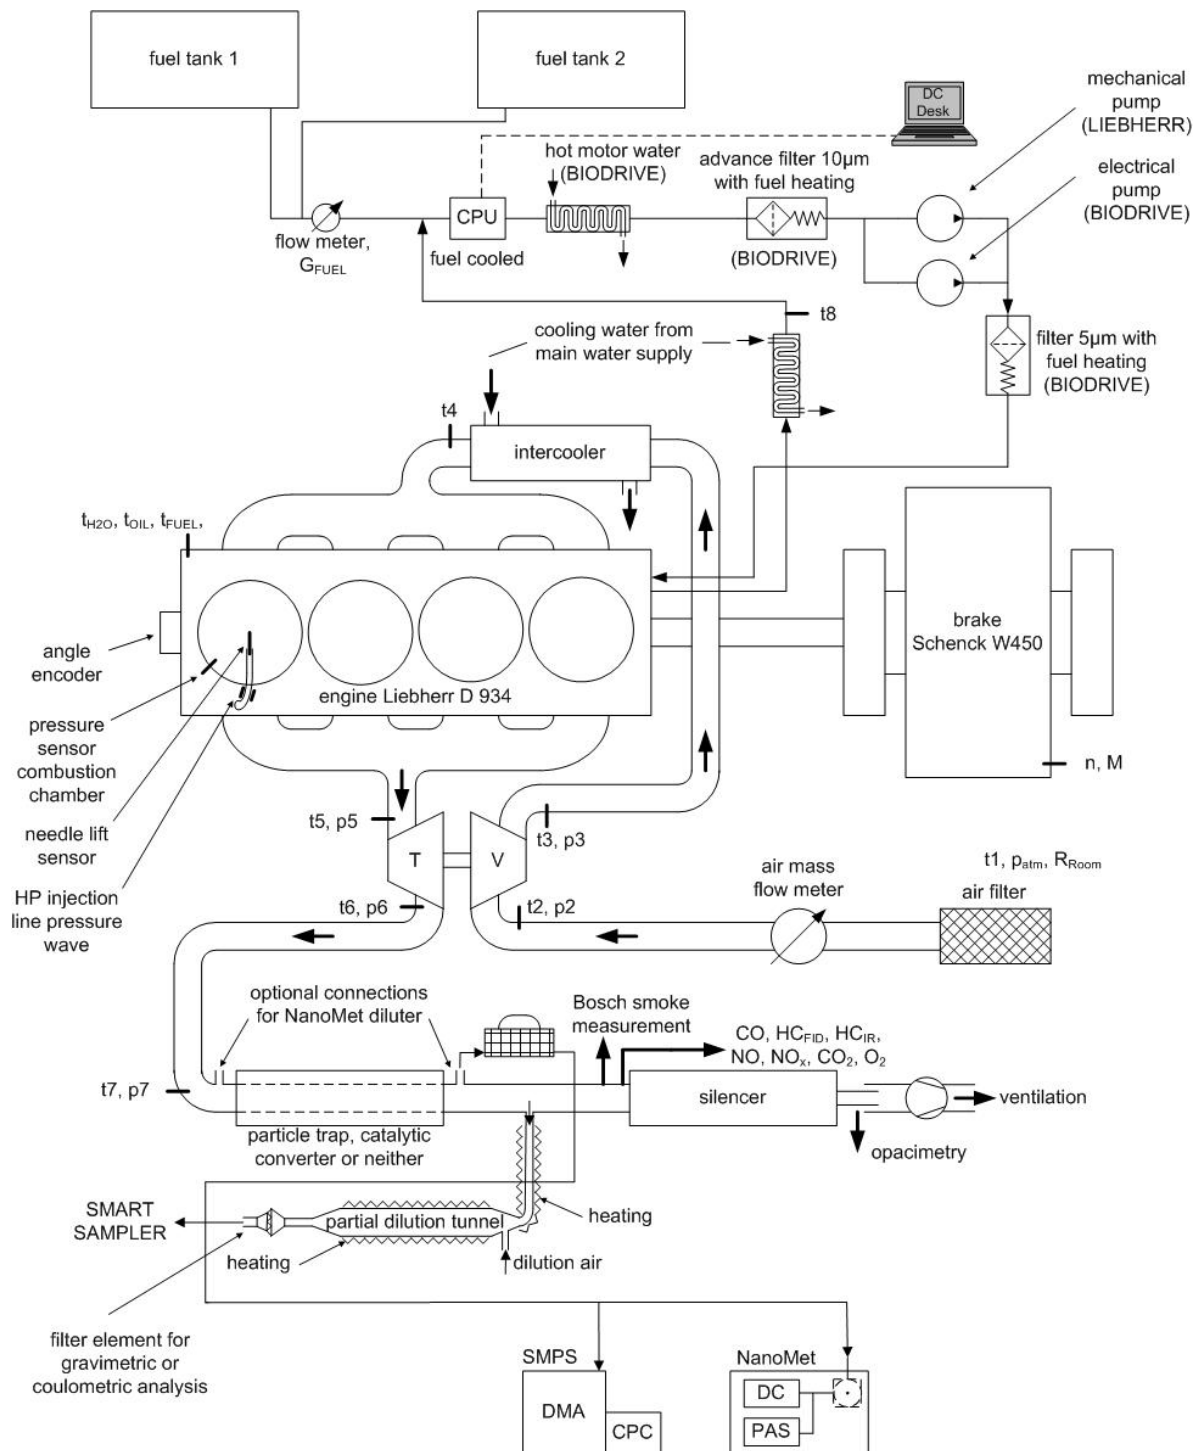 fuel tank 1
fuel tank 2
DC
Desk
mechanical
pump
(LIEBHERR)
electrical
pump
(BIODRIVE)
hot motor water
(BIODRIVE)
advance filter 10µm
with fuel heating
(BIODRIVE)
CPU
flow meter,
GFUEL
fuel cooled
t8
cooling water from
main water supply
filter 5µm with
fuel heating
(BIODRIVE)
t4
intercooler
tH2O, tOIL, tFUEL,
brake
Schenck W450
angle
encoder
engine Liebherr D 934
pressure
sensor
combustion
chamber
n, M
t5, p5
t3, p3
needle lift
sensor
T
V
air mass
flow meter
t1, patm, RRoom
air filter
HP injection
line pressure
wave
t6, p6
t2, p2
optional connections
for NanoMet diluter
Bosch smoke
measurement
CO, HCFID, HCIR,
NO, NOx, CO2, O2
t7, p7
silencer
ventilation
particle trap, catalytic
converter or neither
opacimetry
SMART
SAMPLER
partial dilution tunnel
heating
heating
dilution air
filter element for
gravimetric or
coulometric analysis
SMPS
DMA
CPC
NanoMet
DC
PAS